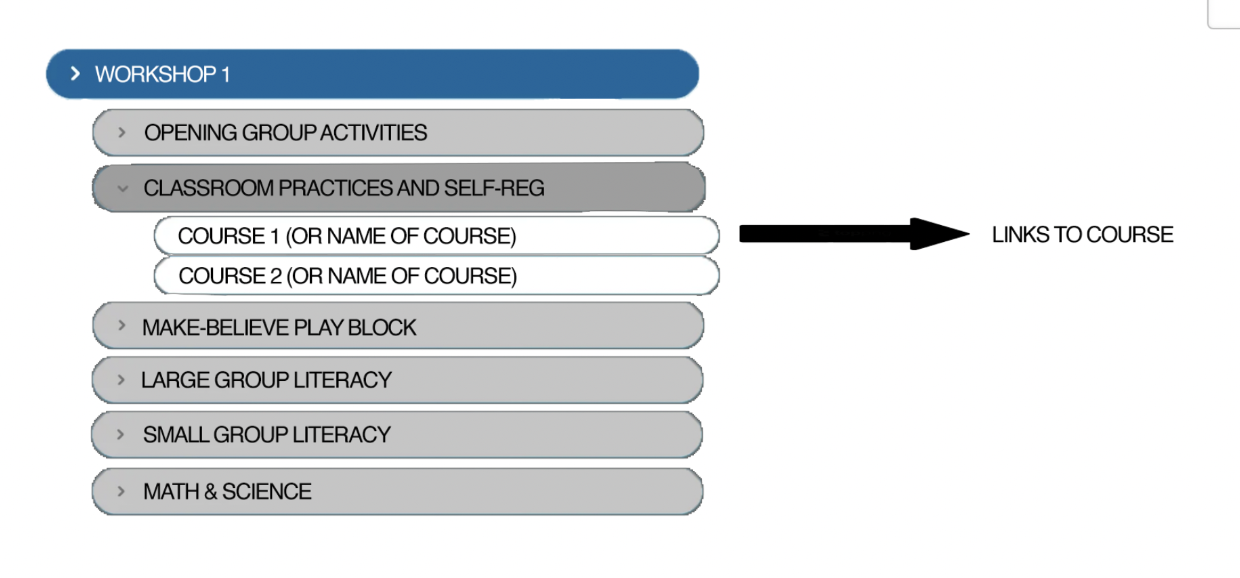 WORKSHOP 1
OPENING GROUP ACTIVITIES
CLASSROOM PRACTICES AND SELF-REG
COURSE 1 (OR NAME OF COURSE)
LINKS TO COURSE
COURSE 2 (OR NAME OF COURSE)
MAKE-BELIEVE PLAY BLOCK
LARGE GROUP LITERACY
SMALL GROUP LITERACY
MATH & SCIENCE